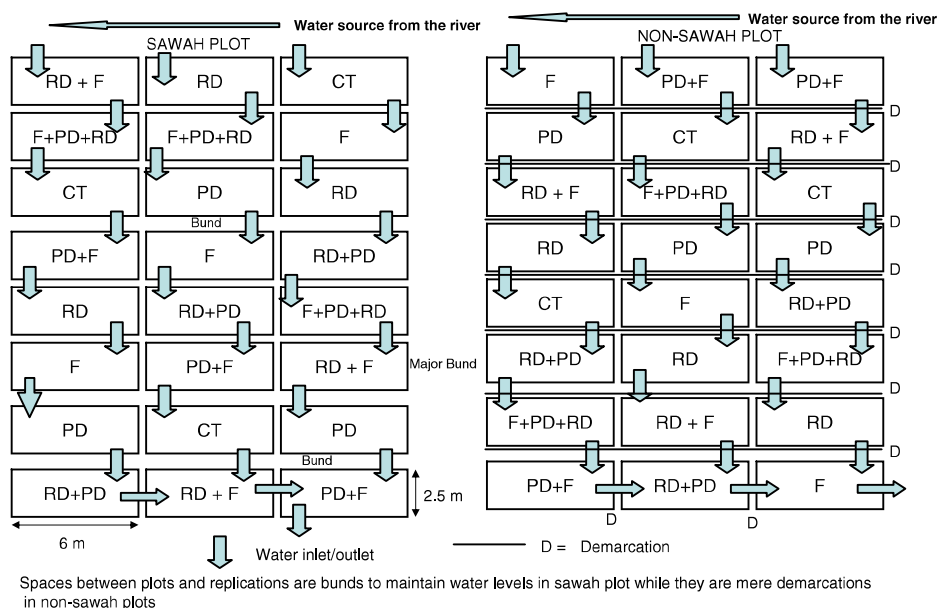 Water source from the river
SAWAH PLOT
RD + F RD CT
F+PD+RD F+PD+RD F
CT PD RD
Bund
PD+F F RD+PD
RD RD+PD F+PD+RD
F PD+F RD + F
Major Bund
PD CT PD
Bund
RD+PD RD + F PD+F
2.5 m
6 m
Water inlet/outlet
Water source from the river
NON-SAWAH PLOT
F PD+F PD+F
D
PD CT RD + F
D
RD + F F+PD+RD CT
D
RD PD PD
D
CT F RD+PD
D
RD+PD RD F+PD+RD
D
F+PD+RD RD + F RD
D
PD+F RD+PD F
D D
D = Demarcation
Spaces between plots and replications are bunds to maintain water levels in sawah plot while they are mere demarcations
in non-sawah plots